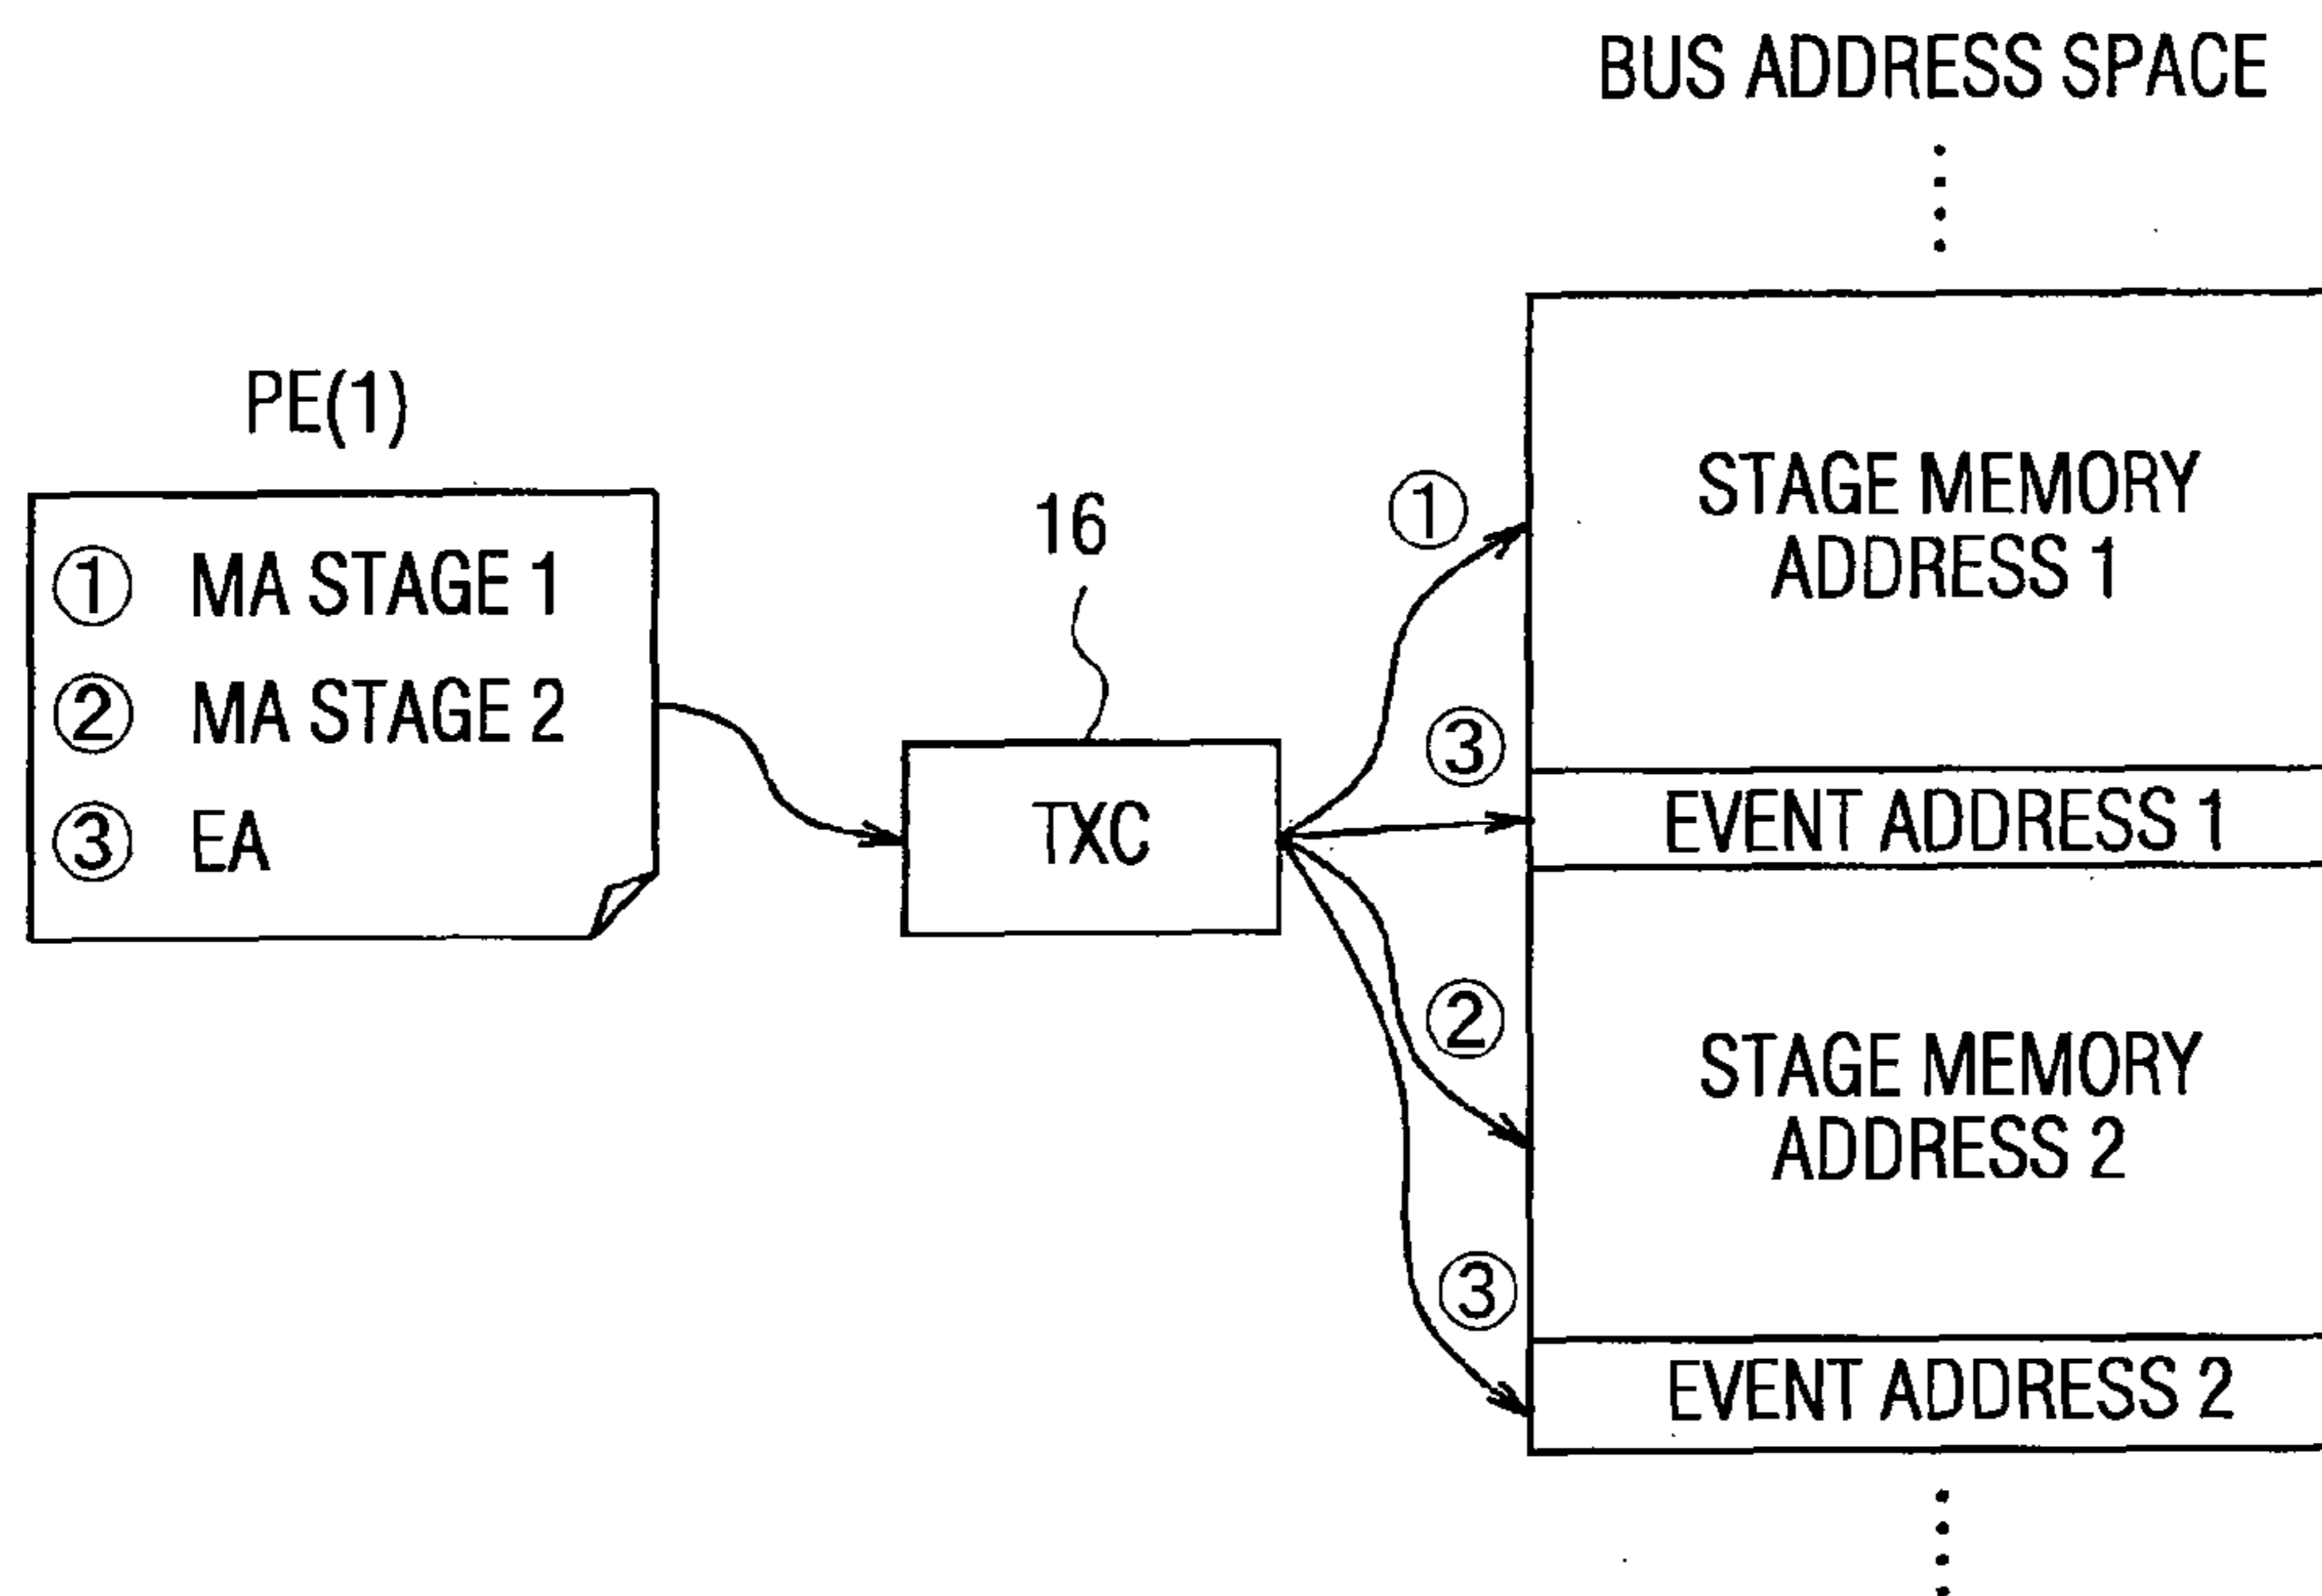 BUS ADDRESS SPACE
PE(1)
① MA STAGE 1
② MA STAGE 2
③ EA
16
TXC
①
③
②
③
STAGE MEMORY
ADDRESS 1
EVENT ADDRESS 1
STAGE MEMORY
ADDRESS 2
EVENT ADDRESS 2